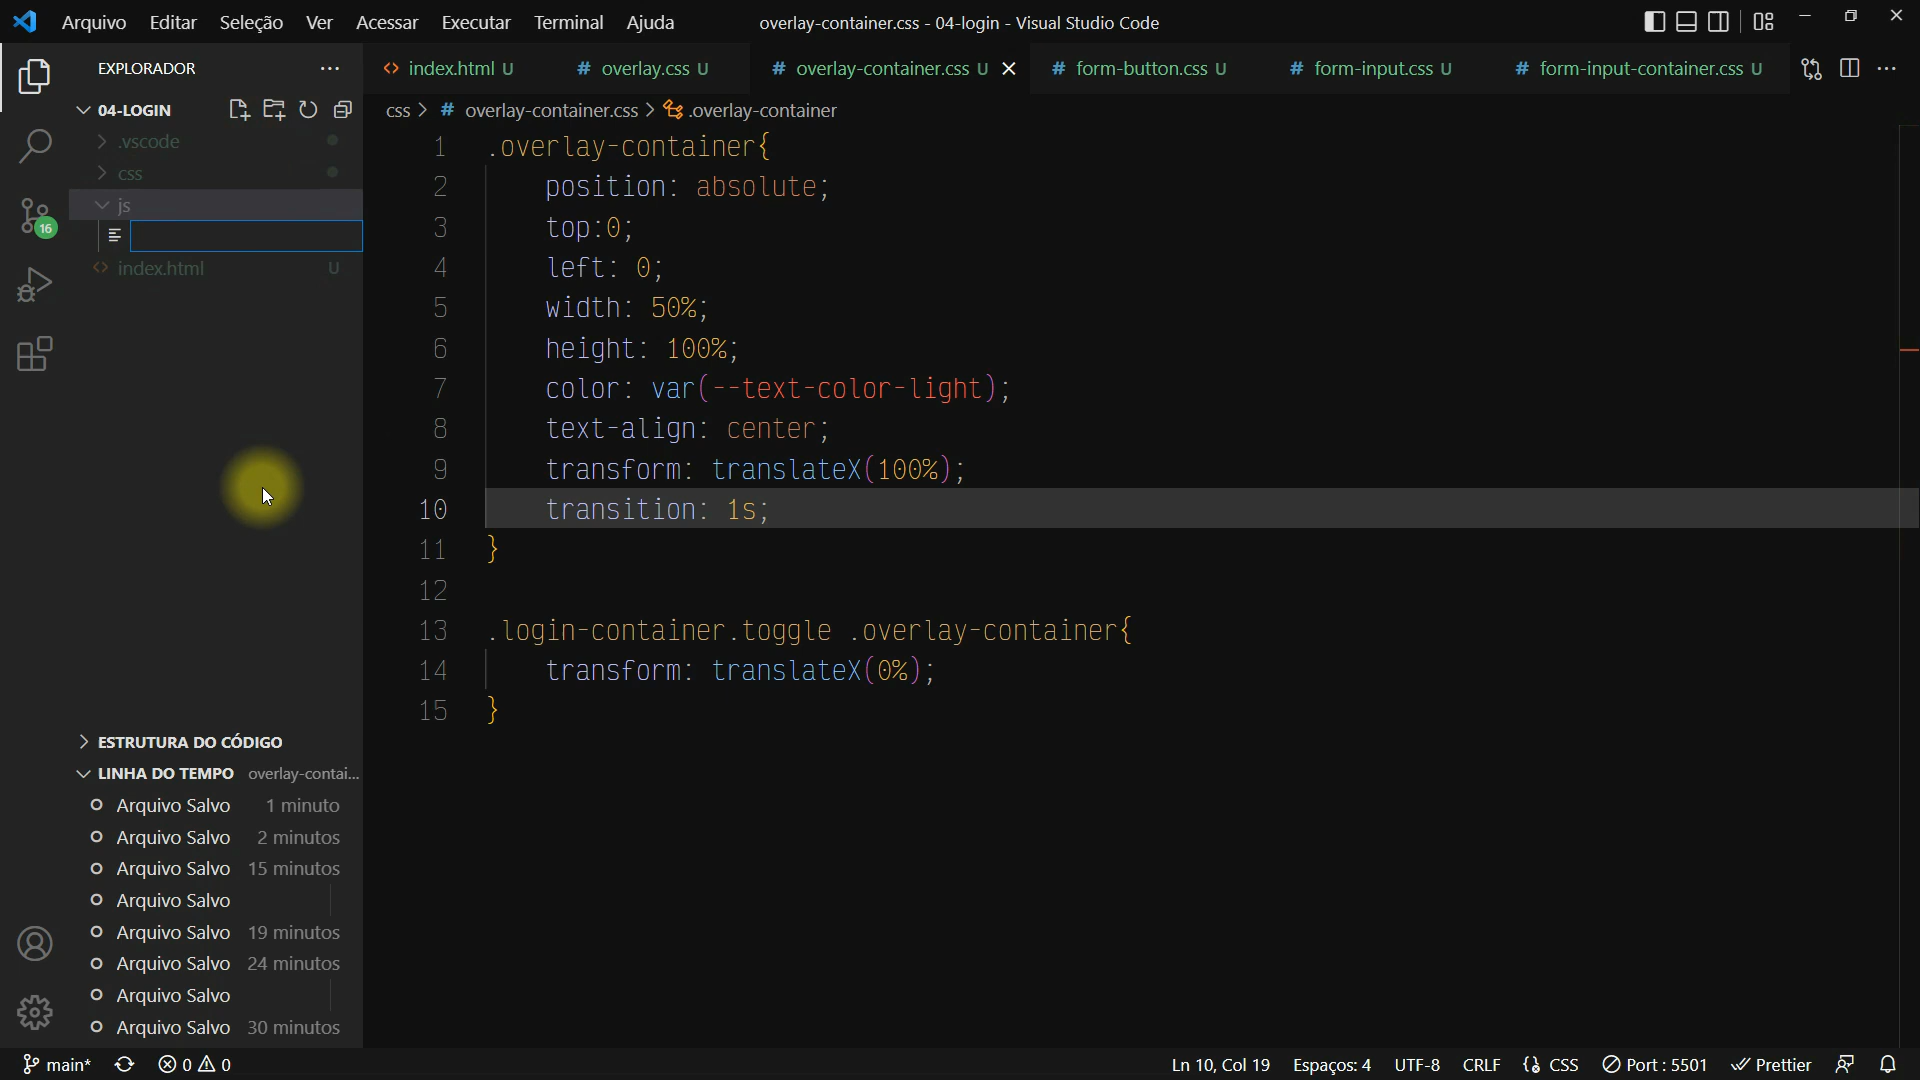 Arquivo Editar Seleção Ver Acessar Executar Terminal Ajuda
overlay-container.css - 04-login - Visual Studio Code
EXPLORADOR
index.html U
# overlay.css U
# overlay-container.css U
# form-button.css U
# form-input.css U
# form-input-container.css U
04-LOGIN
css > # overlay-container.css > .overlay-container
.vscode
css
js
index.html U
16
1 .overlay-container{
2 position: absolute;
3 top:0;
4 left: 0;
5 width: 50%;
6 height: 100%;
7 color: var(--text-color-light);
8 text-align: center;
9 transform: translateX(100%);
10 transition: 1s;
11 }
12
13 .login-container.toggle .overlay-container{
14 transform: translateX(0%);
15 }
ESTRUTURA DO CÓDIGO
LINHA DO TEMPO overlay-contai...
Arquivo Salvo 1 minuto
Arquivo Salvo 2 minutos
Arquivo Salvo 15 minutos
Arquivo Salvo
Arquivo Salvo 19 minutos
Arquivo Salvo 24 minutos
Arquivo Salvo
Arquivo Salvo 30 minutos
main* 0 0 Ln 10, Col 19 Espaços: 4 UTF-8 CRLF CSS Port : 5501 Prettier